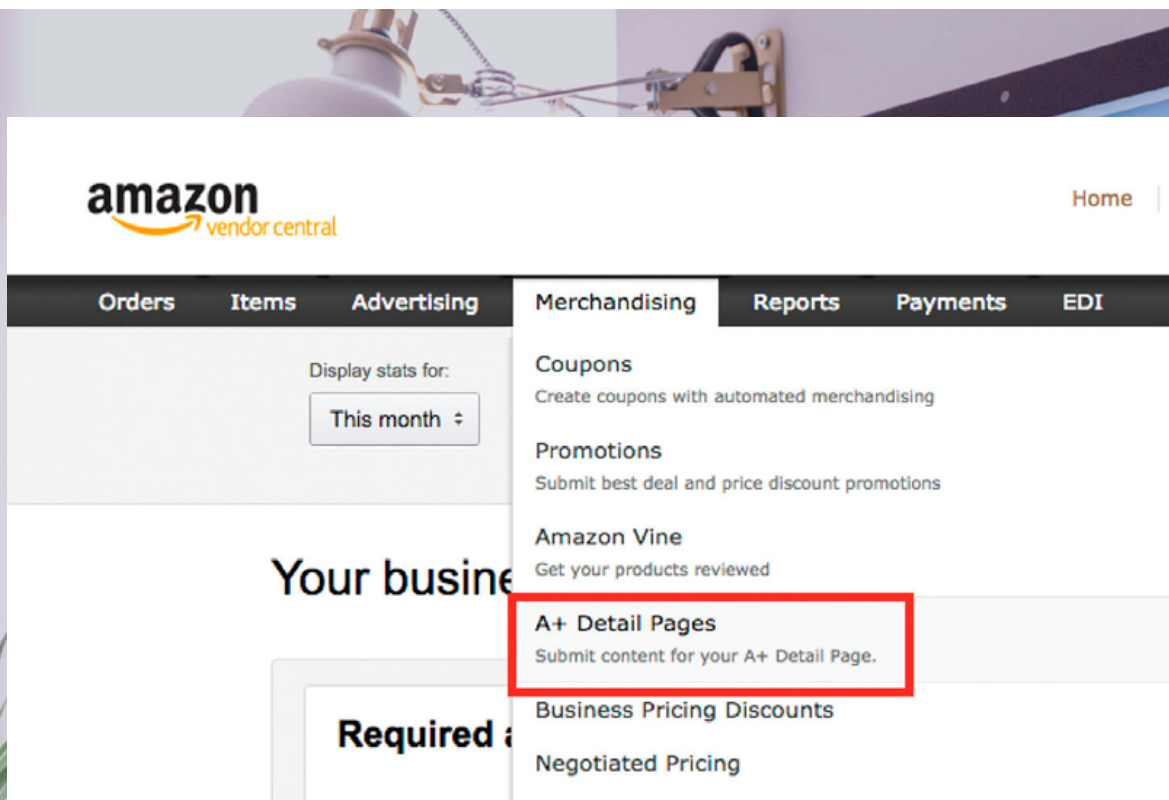 amazon
vendor central
Home
Orders Items Advertising Merchandising Reports Payments EDI
Display stats for:
This month
Coupons
Create coupons with automated merchandising
Promotions
Submit best deal and price discount promotions
Amazon Vine
Get your products reviewed
Your busine
A+ Detail Pages
Submit content for your A+ Detail Page.
Business Pricing Discounts
Required
Negotiated Pricing